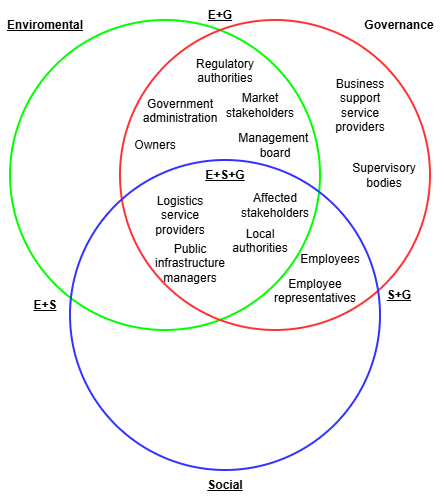 E+G
Enviromental
Governance
Regulatory
authorities
Business
support
service
providers
Government
administration
Market
stakeholders
Owners
Management
board
Supervisory
bodies
E+S+G
Logistics
service
providers
Affected
stakeholders
Local
authorities
Public
infrastructure
managers
Employees
Employee
representatives
E+S
S+G
Social